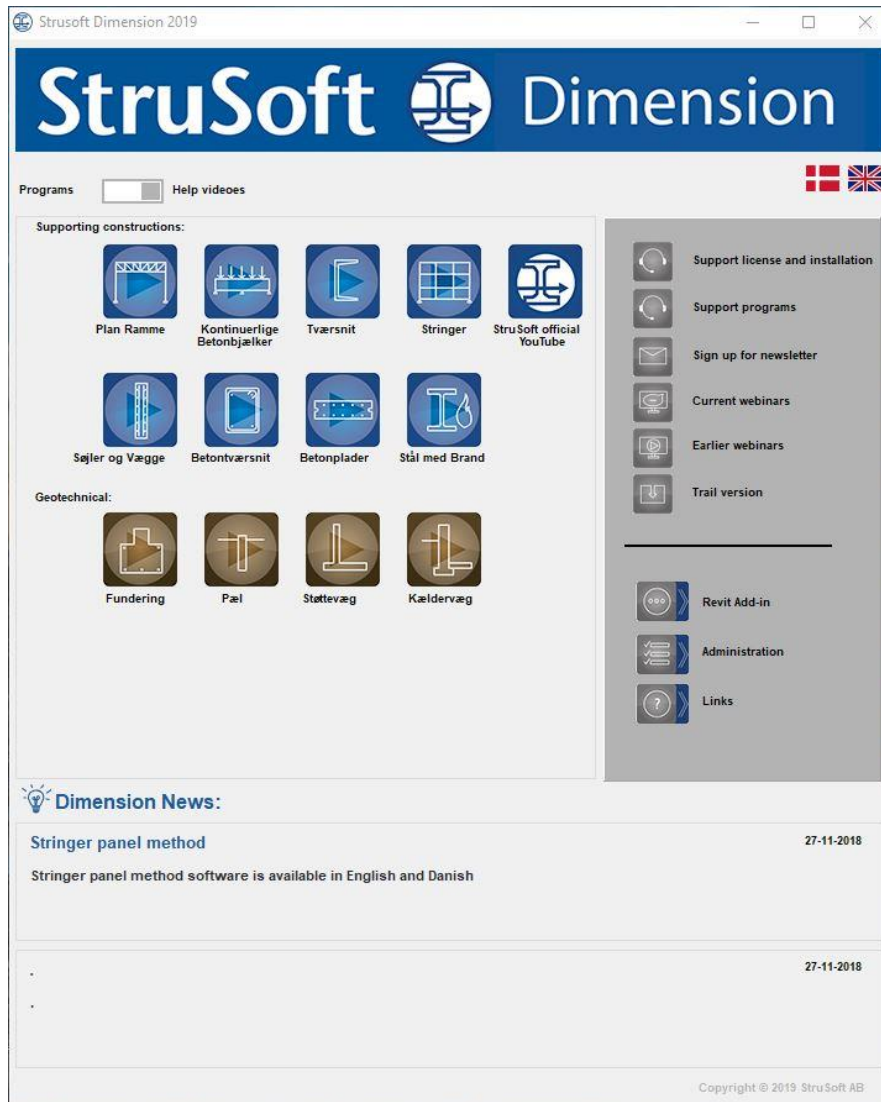 Strusoft Dimension 2019
StruSoft Dimension
Programs Help videoes
Supporting constructions:
Plan Ramme
Kontinuerlige
Betonbjælker
Tværsnit
Stringer
StruSoft official
YouTube
Søjler og Vægge
Betontværsnit
Betonplader
Stål med Brand
Geotechnical:
Fundering
Pæl
Støttevæg
Kældervæg
Support license and installation
Support programs
Sign up for newsletter
Current webinars
Earlier webinars
Trail version
Revit Add-in
Administration
? Links
Dimension News:
Stringer panel method 27-11-2018
Stringer panel method software is available in English and Danish
. 27-11-2018
.
Copyright © 2019 StruSoft AB